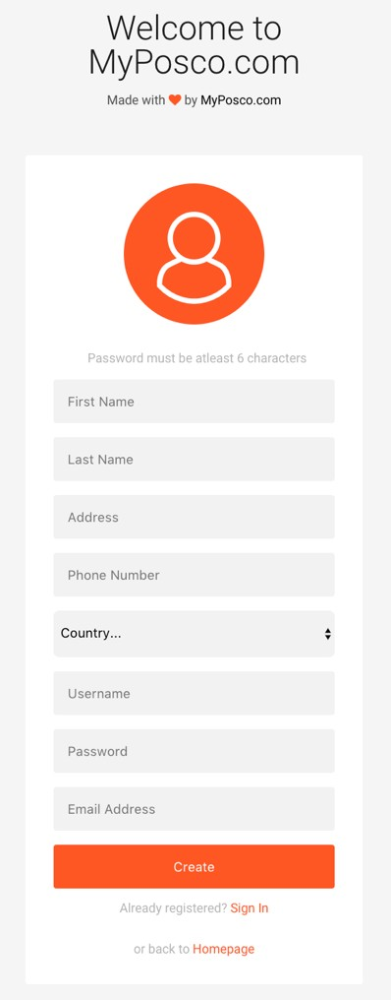 Welcome to
MyPosco.com
Made with ❤ by MyPosco.com
Password must be atleast 6 characters
First Name
Last Name
Address
Phone Number
Country...
Username
Password
Email Address
Create
Already registered? Sign In
or back to Homepage